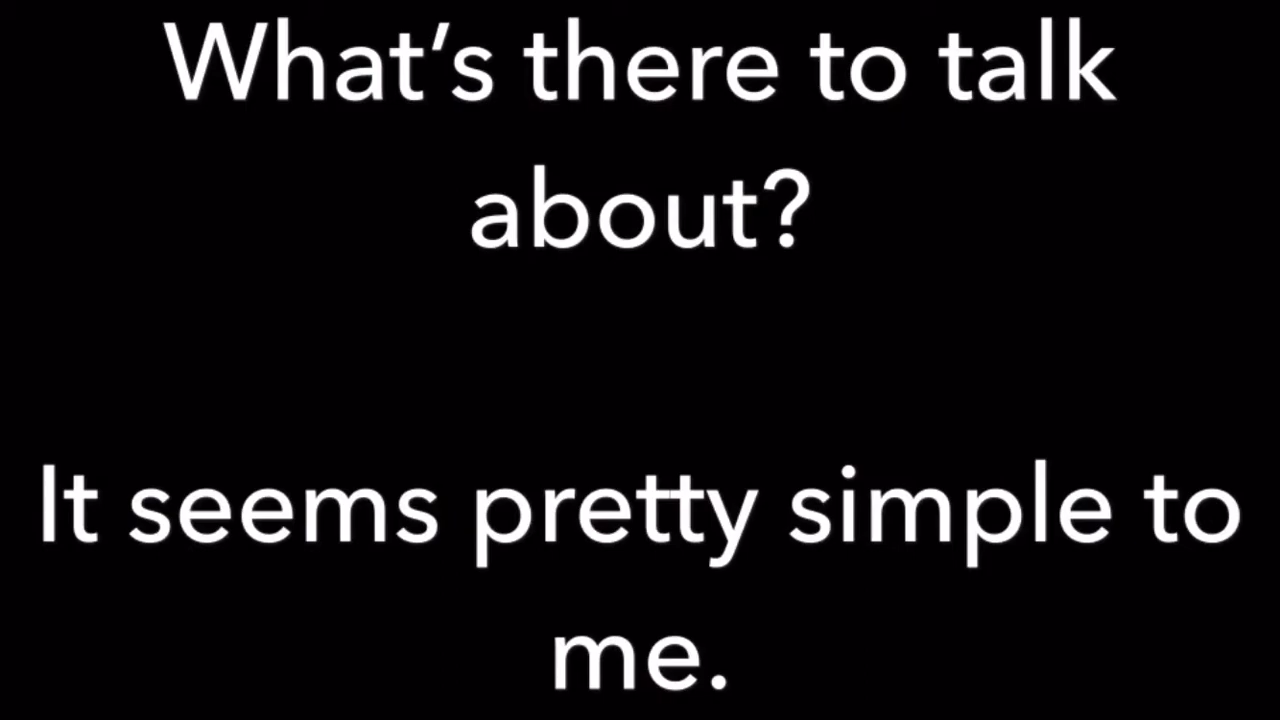 What’s there to talk
about?
It seems pretty simple to
me.